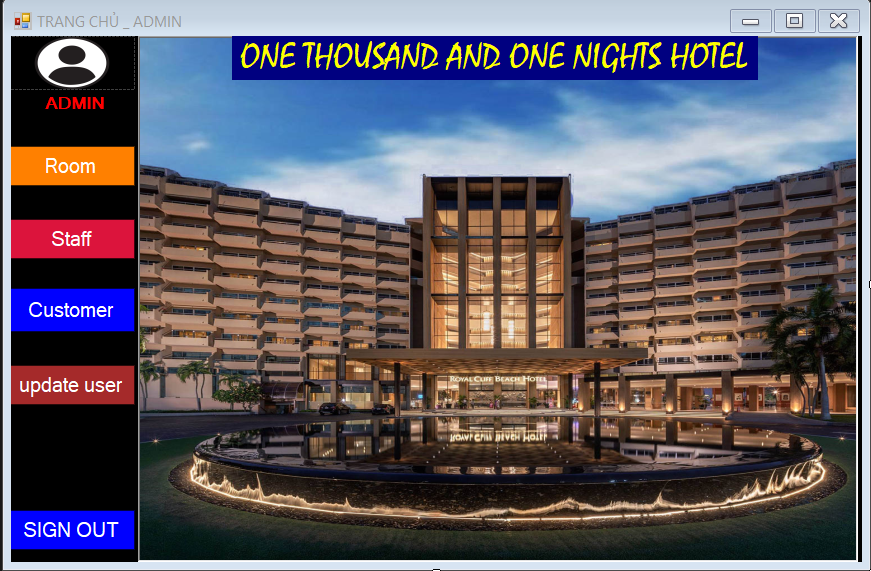 TRANG CHỦ _ ADMIN
ONE THOUSAND AND ONE NIGHTS HOTEL
ADMIN
Room
Staff
Customer
update user
SIGN OUT
ROYAL CLIFF BEACH HOTEL